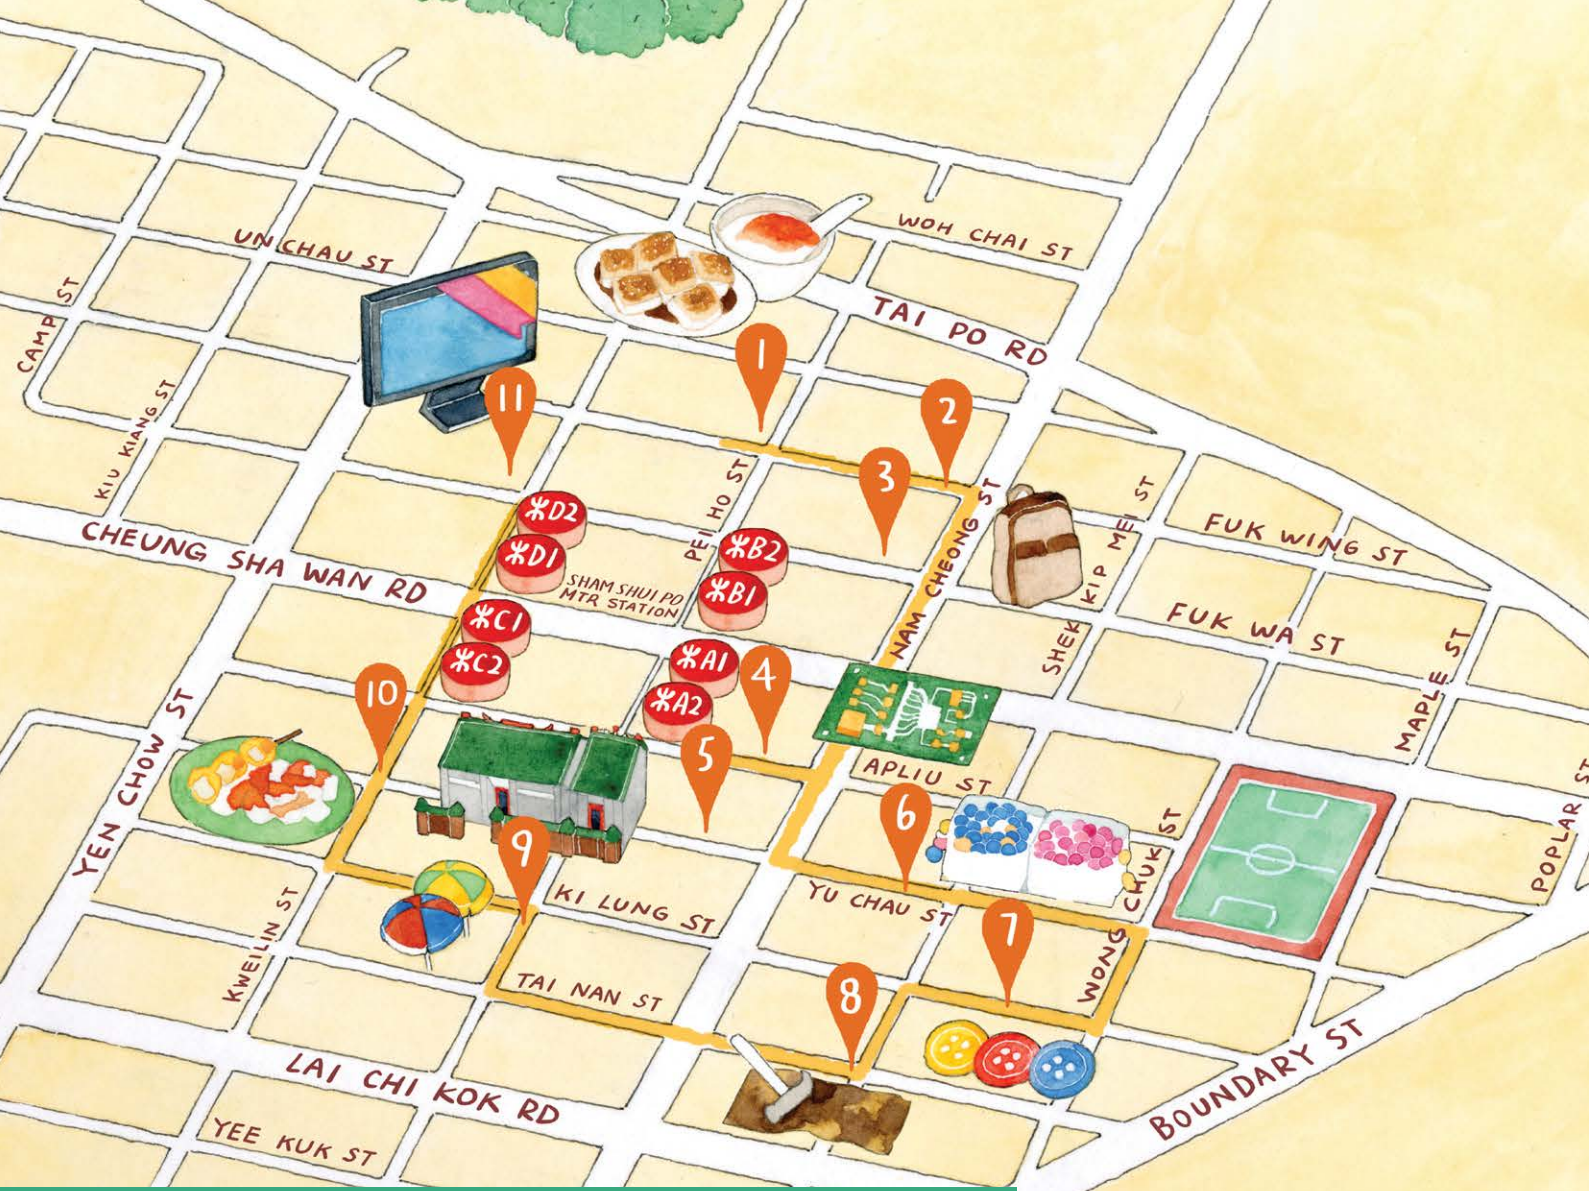 WOH CHAI ST
UN CHAU ST
TAI PO RD
CAMP ST
1
11
2
KIU KIANG ST
3
PEI HO ST
NAM CHEONG ST
SHEK KIP MEI ST
FUK WING ST
D2
D1
B2
B1
CHEUNG SHA WAN RD
SHAM SHUI PO
MTR STATION
FUK WA ST
MAPLE ST
C1
C2
A1
A2
4
10
5
YEN CHOW ST
APLIU ST
6
WONG CHUK ST
POPLAR ST
9
KI LUNG ST
YU CHAU ST
7
KWEILIN ST
TAI NAN ST
8
LAI CHI KOK RD
BOUNDARY ST
YEE KUK ST